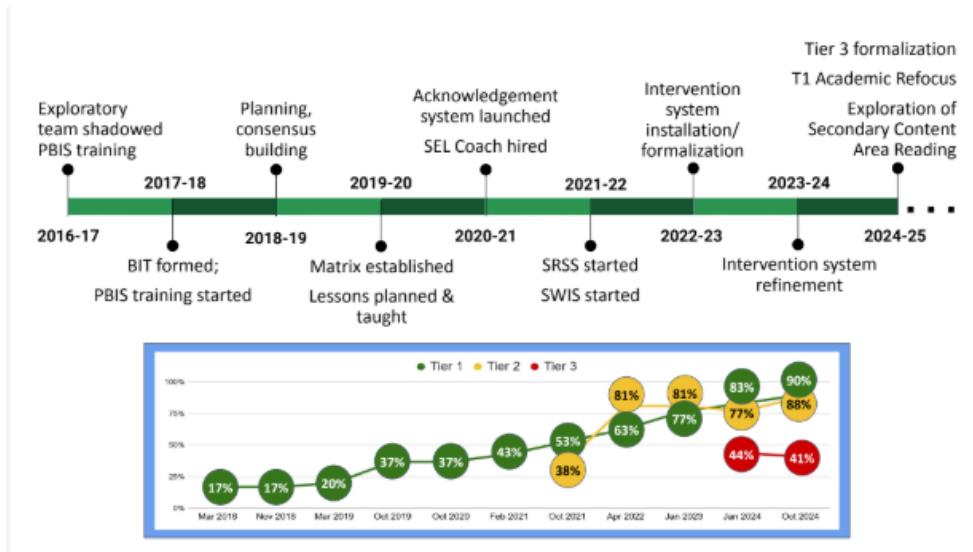 Exploratory
team shadowed
PBIS training
Planning,
consensus
building
Acknowledgement
system launched
SEL Coach hired
Intervention
system
installation/
formalization
Tier 3 formalization
T1 Academic Refocus
Exploration of
Secondary Content
Area Reading
2017-18
2019-20
2021-22
2023-24
2016-17
2018-19
2020-21
2022-23
2024-25
BIT formed;
PBIS training started
Matrix established
Lessons planned &
taught
SRSS started
SWIS started
Intervention system
refinement
Tier 1 Tier 2 Tier 3
100%
75%
50%
25%
0%
17% 17% 20% 37% 37% 43% 53% 63% 77% 83% 90%
38% 81% 81% 77% 88%
44% 41%
Mar 2018 Nov 2018 Mar 2019 Oct 2019 Oct 2020 Feb 2021 Oct 2021 Apr 2022 Jan 2023 Jan 2024 Oct 2024